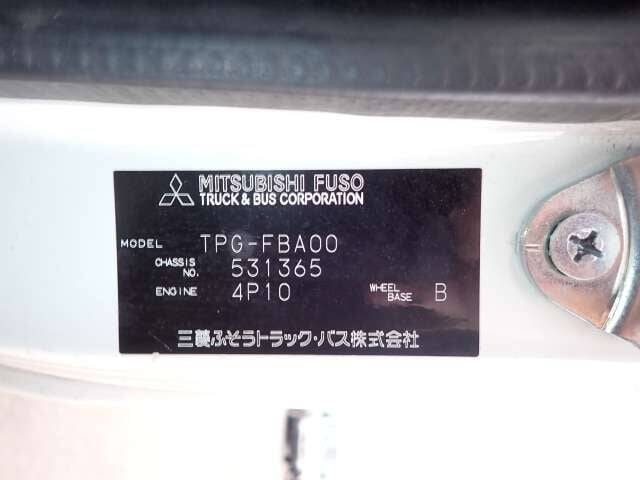 MITSUBISHI FUSO
TRUCK & BUS CORPORATION
MODEL TPG-FBA00
CHASSIS NO. 531365
ENGINE 4P10 WHEEL BASE B
三菱ふそうトラック・バス株式会社